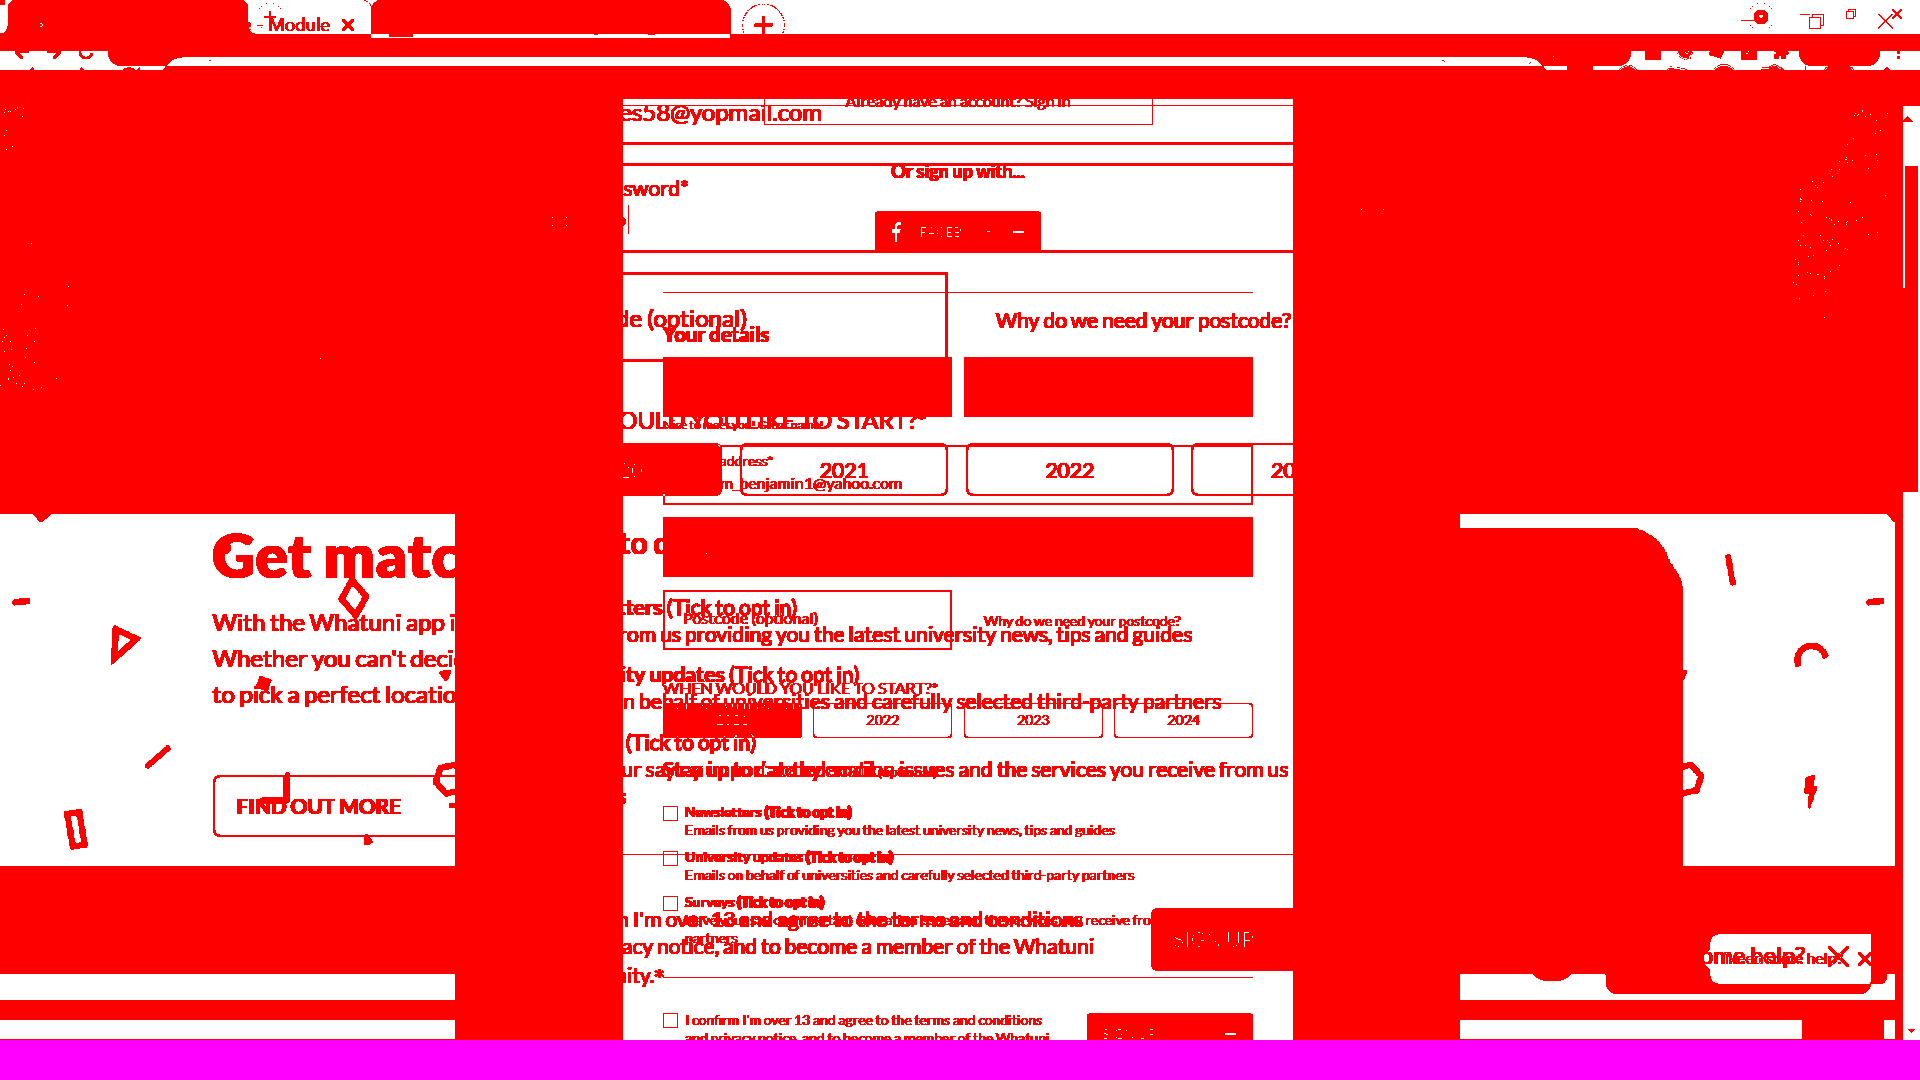 Module
Already have an account? Sign in
es58@yopmail.com
Or sign up with...
sword*
FACEB
de (optional)
Why do we need your postcode?
Your details
OULD YOU LIKE TO START?*
address*
2021
2022
20
n_benjamin1@yahoo.com
Get matc
to c
With the Whatuni app i
tters (Tick to opt in)
Postcode (optional)
Why do we need your postcode?
rom us providing you the latest university news, tips and guides
Whether you can't deci
ity updates (Tick to opt in)
to pick a perfect locatio
WHEN WOULD YOU LIKE TO START?*
n behalf of universities and carefully selected third-party partners
2022
2023
2024
(Tick to opt in)
ues and the services you receive from us
FIND OUT MORE
Newsletters (Tick to opt in)
Emails from us providing you the latest university news, tips and guides
University updates (Tick to opt in)
Emails on behalf of universities and carefully selected third-party partners
Surveys (Tick to opt in)
I'm over 13 and agree to the terms and conditions
receive fro
partners
SIGN UP
acy notice, and to become a member of the Whatuni
ome help?
ity.*
I confirm I'm over 13 and agree to the terms and conditions
and privacy notice, and to become a member of the Whatuni